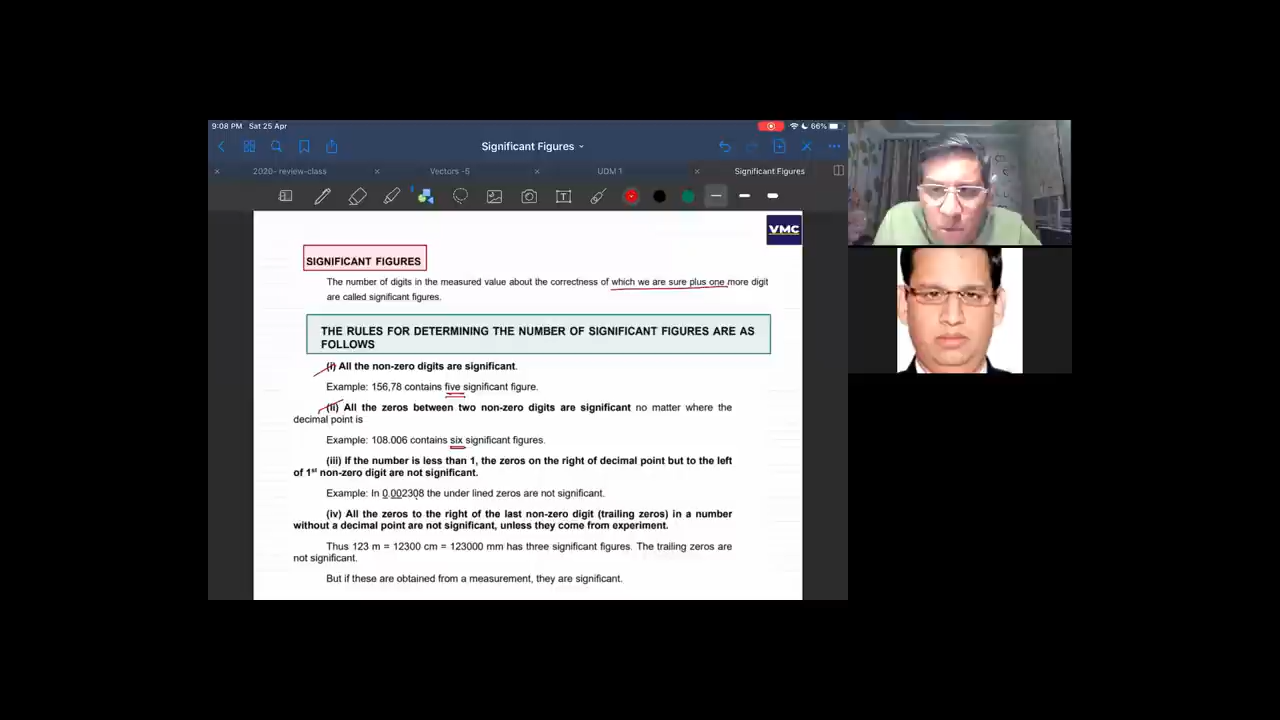 9:08 PM Sat 25 Apr
66%
Significant Figures
2020- review-class
Vectors -6
UDM 1
Significant Figures
VMC
SIGNIFICANT FIGURES
The number of digits in the measured value about the correctness of which we are sure plus one more digit
are called significant figures.
THE RULES FOR DETERMINING THE NUMBER OF SIGNIFICANT FIGURES ARE AS
FOLLOWS
(i) All the non-zero digits are significant.
Example: 156,78 contains five significant figure.
(ii) All the zeros between two non-zero digits are significant no matter where the
decimal point is
Example: 108.006 contains six significant figures.
(iii) If the number is less than 1, the zeros on the right of decimal point but to the left
of 1st non-zero digit are not significant.
Example: In 0.002308 the under lined zeros are not significant.
(iv) All the zeros to the right of the last non-zero digit (trailing zeros) in a number
without a decimal point are not significant, unless they come from experiment.
Thus 123 m = 12300 cm = 123000 mm has three significant figures. The trailing zeros are
not significant.
But if these are obtained from a measurement, they are significant.